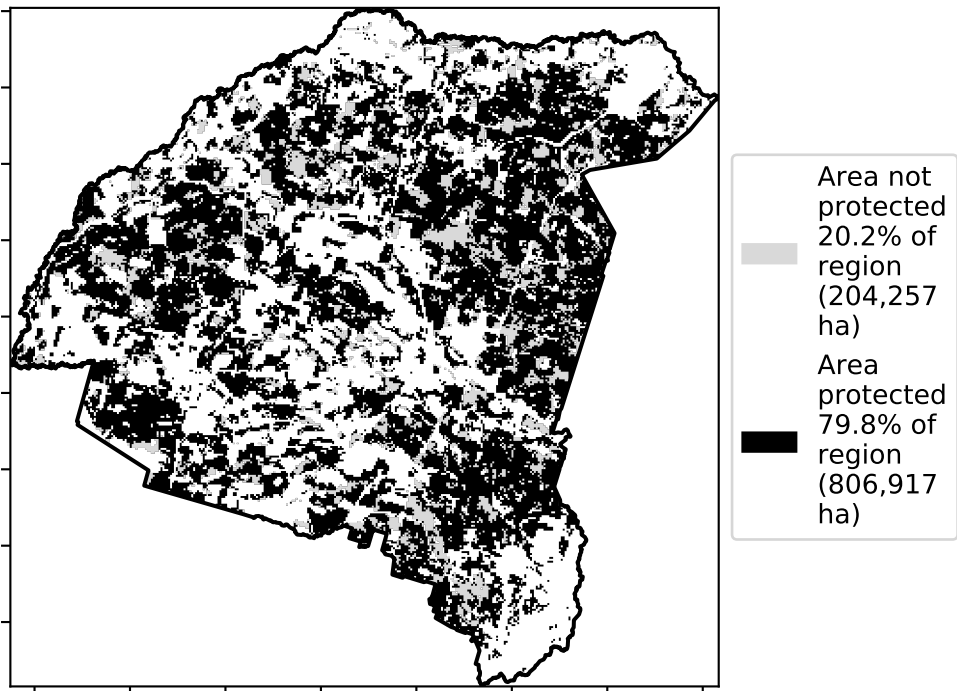 Area not
protected
20.2% of
region
(204,257
ha)
Area
protected
79.8% of
region
(806,917
ha)